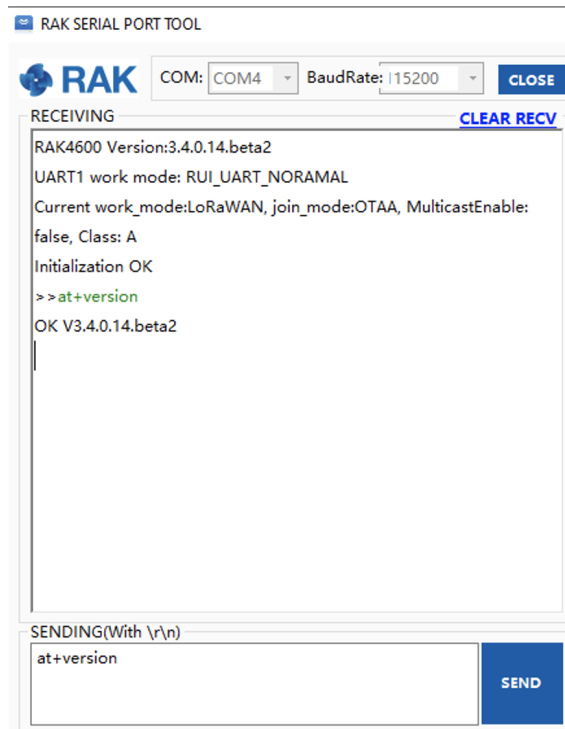 RAK SERIAL PORT TOOL
RAK COM: COM4 BaudRate: 115200 CLOSE
RECEIVING CLEAR RECV
RAK4600 Version:3.4.0.14.beta2
UART1 work mode: RUI_UART_NORAMAL
Current work_mode:LoRaWAN, join_mode:OTAA, MulticastEnable:
false, Class: A
Initialization OK
>>at+version
OK V3.4.0.14.beta2
SENDING(With \r\n)
at+version
SEND